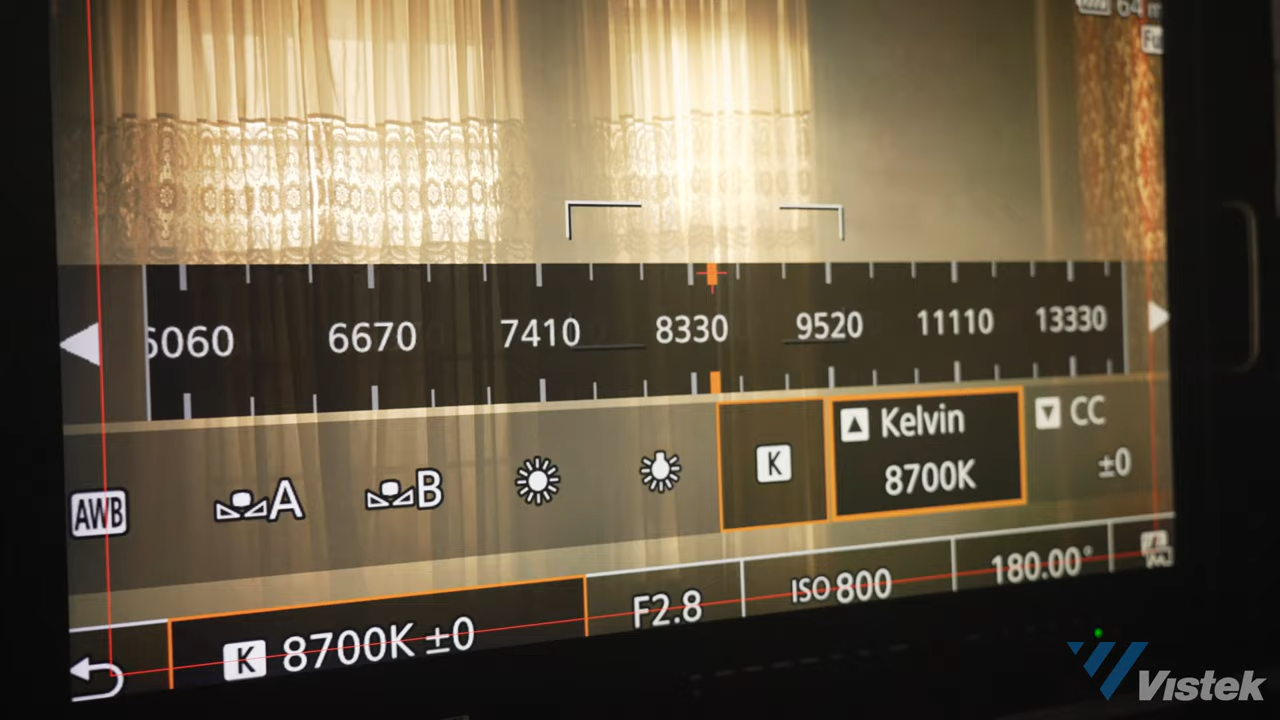 64 m
6060 6670 7410 8330 9520 11110 13330
AWB A B K Kelvin CC
8700K ±0
K 8700K ±0 F2.8 ISO 800 180.00°
Vistek